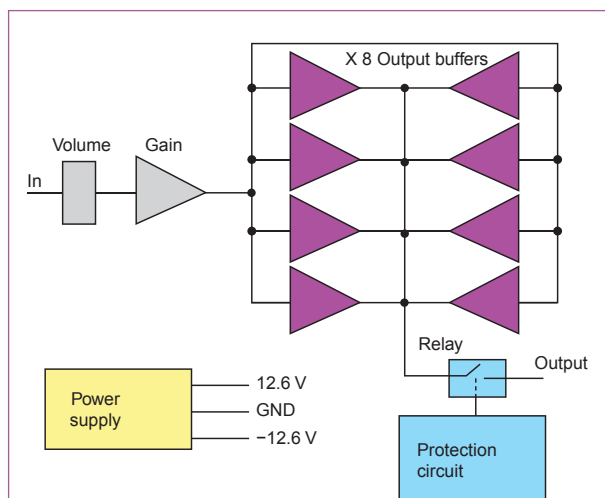 X 8 Output buffers
Volume
Gain
In
Relay
Output
Power
supply
12.6 V
GND
−12.6 V
Protection
circuit